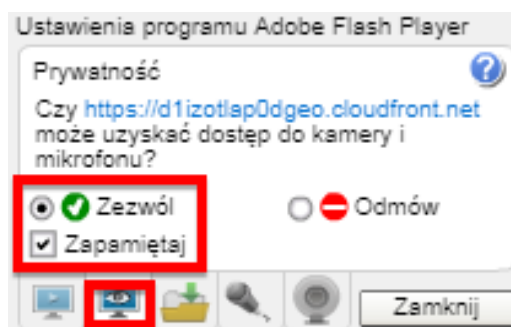 Ustawienia programu Adobe Flash Player
Prywatność
Czy https://d1izotlap0dgeo.cloudfront.net
może uzyskać dostęp do kamery i
mikrofonu?
Zezwól Odmów
Zapamiętaj
Zamknij